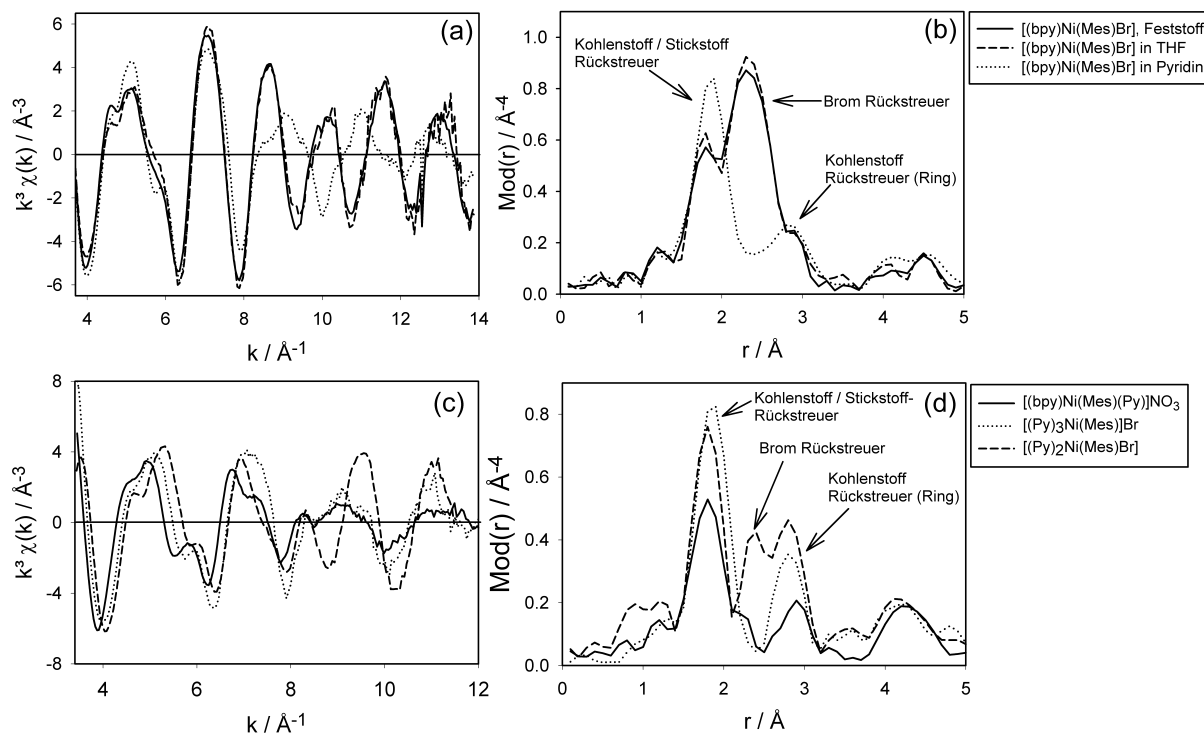 (a)
k³ χ(k) / Å⁻³
6
4
2
0
-2
-4
-6
4 6 8 10 12 14
k / Å⁻¹
(b)
Mod(r) / Å⁻⁴
1.0
0.8
0.6
0.4
0.2
0.0
0 1 2 3 4 5
r / Å
Kohlenstoff / Stickstoff
Rückstreuer
Brom Rückstreuer
Kohlenstoff
Rückstreuer (Ring)
[(bpy)Ni(Mes)Br], Feststoff
[(bpy)Ni(Mes)Br] in THF
[(bpy)Ni(Mes)Br] in Pyridin
(c)
k³ χ(k) / Å⁻³
8
4
0
-4
-8
4 6 8 10 12
k / Å⁻¹
(d)
Mod(r) / Å⁻⁴
0.8
0.6
0.4
0.2
0.0
0 1 2 3 4 5
r / Å
Kohlenstoff / Stickstoff-
Rückstreuer
Brom Rückstreuer
Kohlenstoff
Rückstreuer (Ring)
[(bpy)Ni(Mes)(Py)]NO₃
[(Py)₃Ni(Mes)]Br
[(Py)₂Ni(Mes)Br]